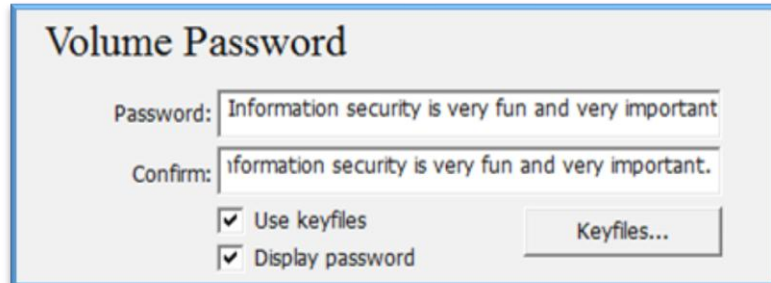 Volume Password
Password: Information security is very fun and very important
Confirm: nformation security is very fun and very important.
Use keyfiles
Keyfiles...
Display password